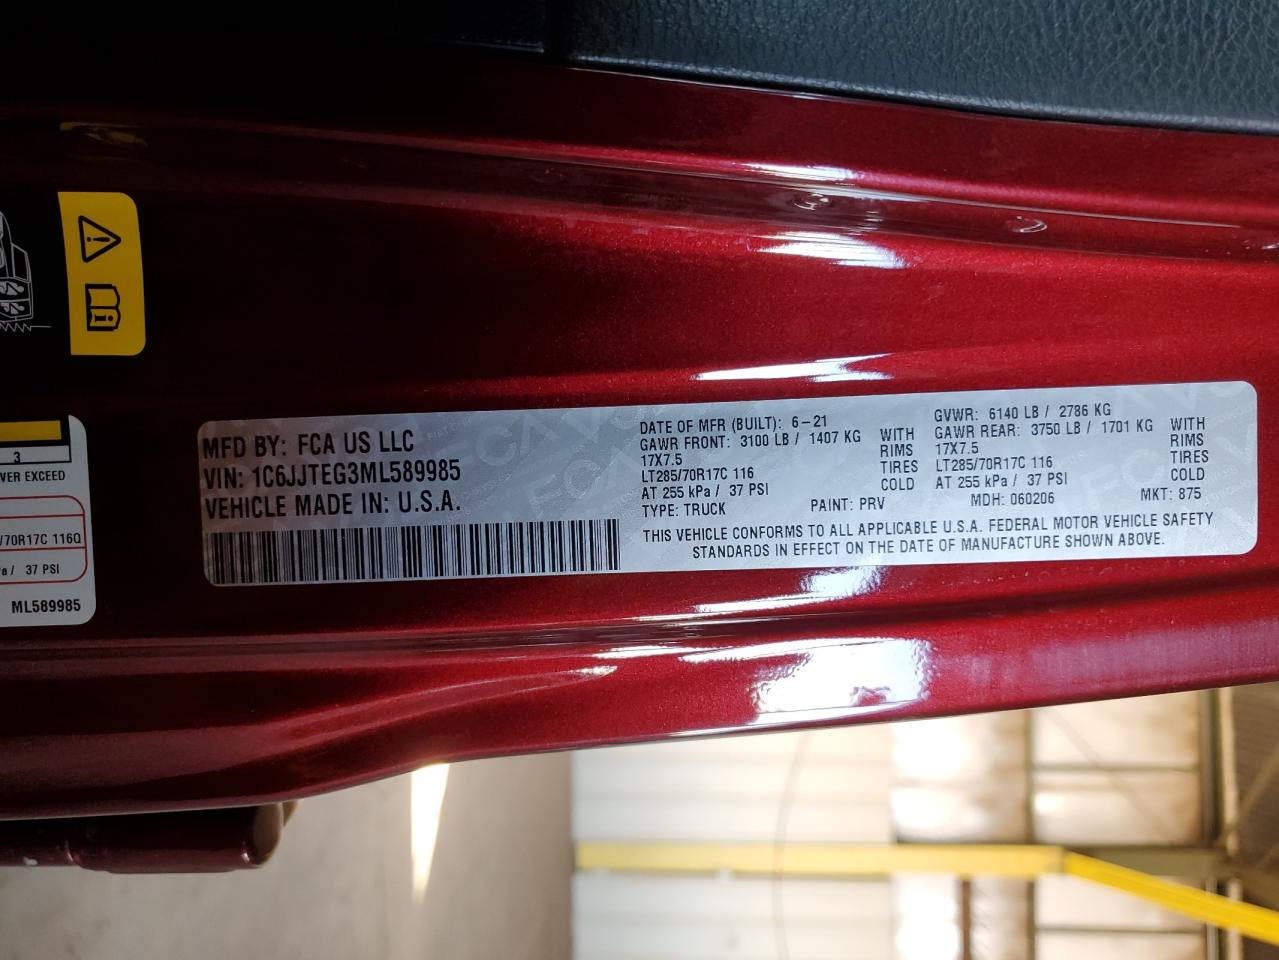 3
VER EXCEED
/70R17C 116Q
a / 37 PSI
ML589985
MFD BY: FCA US LLC
VIN: 1C6JJTEG3ML589985
VEHICLE MADE IN: U.S.A.
DATE OF MFR (BUILT): 6-21
GAWR FRONT: 3100 LB / 1407 KG WITH
17X7.5 RIMS
LT285/70R17C 116 TIRES
AT 255 kPa / 37 PSI COLD
TYPE: TRUCK PAINT: PRV
GVWR: 6140 LB / 2786 KG
GAWR REAR: 3750 LB / 1701 KG WITH
17X7.5 RIMS
LT285/70R17C 116 TIRES
AT 255 kPa / 37 PSI COLD
MDH: 060206 MKT: 875
THIS VEHICLE CONFORMS TO ALL APPLICABLE U.S.A. FEDERAL MOTOR VEHICLE SAFETY
STANDARDS IN EFFECT ON THE DATE OF MANUFACTURE SHOWN ABOVE.